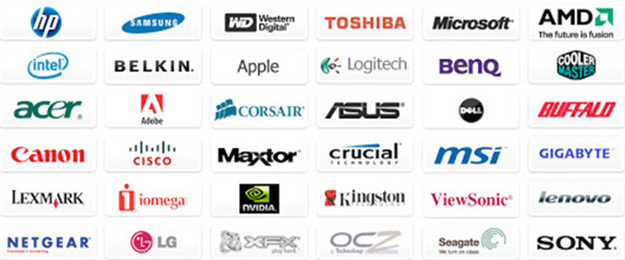 hp
SAMSUNG
WD Western Digital®
TOSHIBA
Microsoft®
AMD
The future is fusion
intel
BELKIN.
Apple
Logitech
BenQ
COOLER MASTER
acer
Adobe
CORSAIR
ASUS
DELL
BUFFALO
Canon
CISCO
Maxtor
crucial
TECHNOLOGY
msi
GIGABYTE
LEXMARK
iomega
NVIDIA.
Kingston
TECHNOLOGY
ViewSonic®
lenovo
NETGEAR
LG
XFX
play hard
OCZ
Technology
Seagate
We turn on ideas
SONY